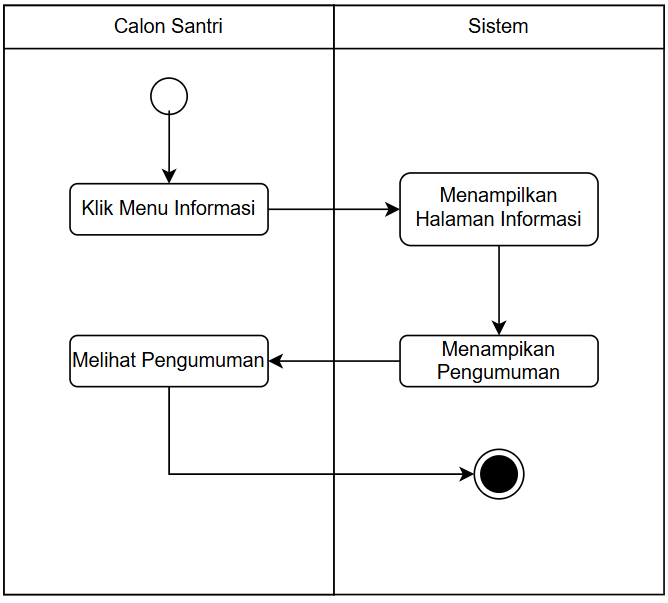 Calon Santri
Sistem
Klik Menu Informasi
Menampilkan
Halaman Informasi
Menampikan
Pengumuman
Melihat Pengumuman